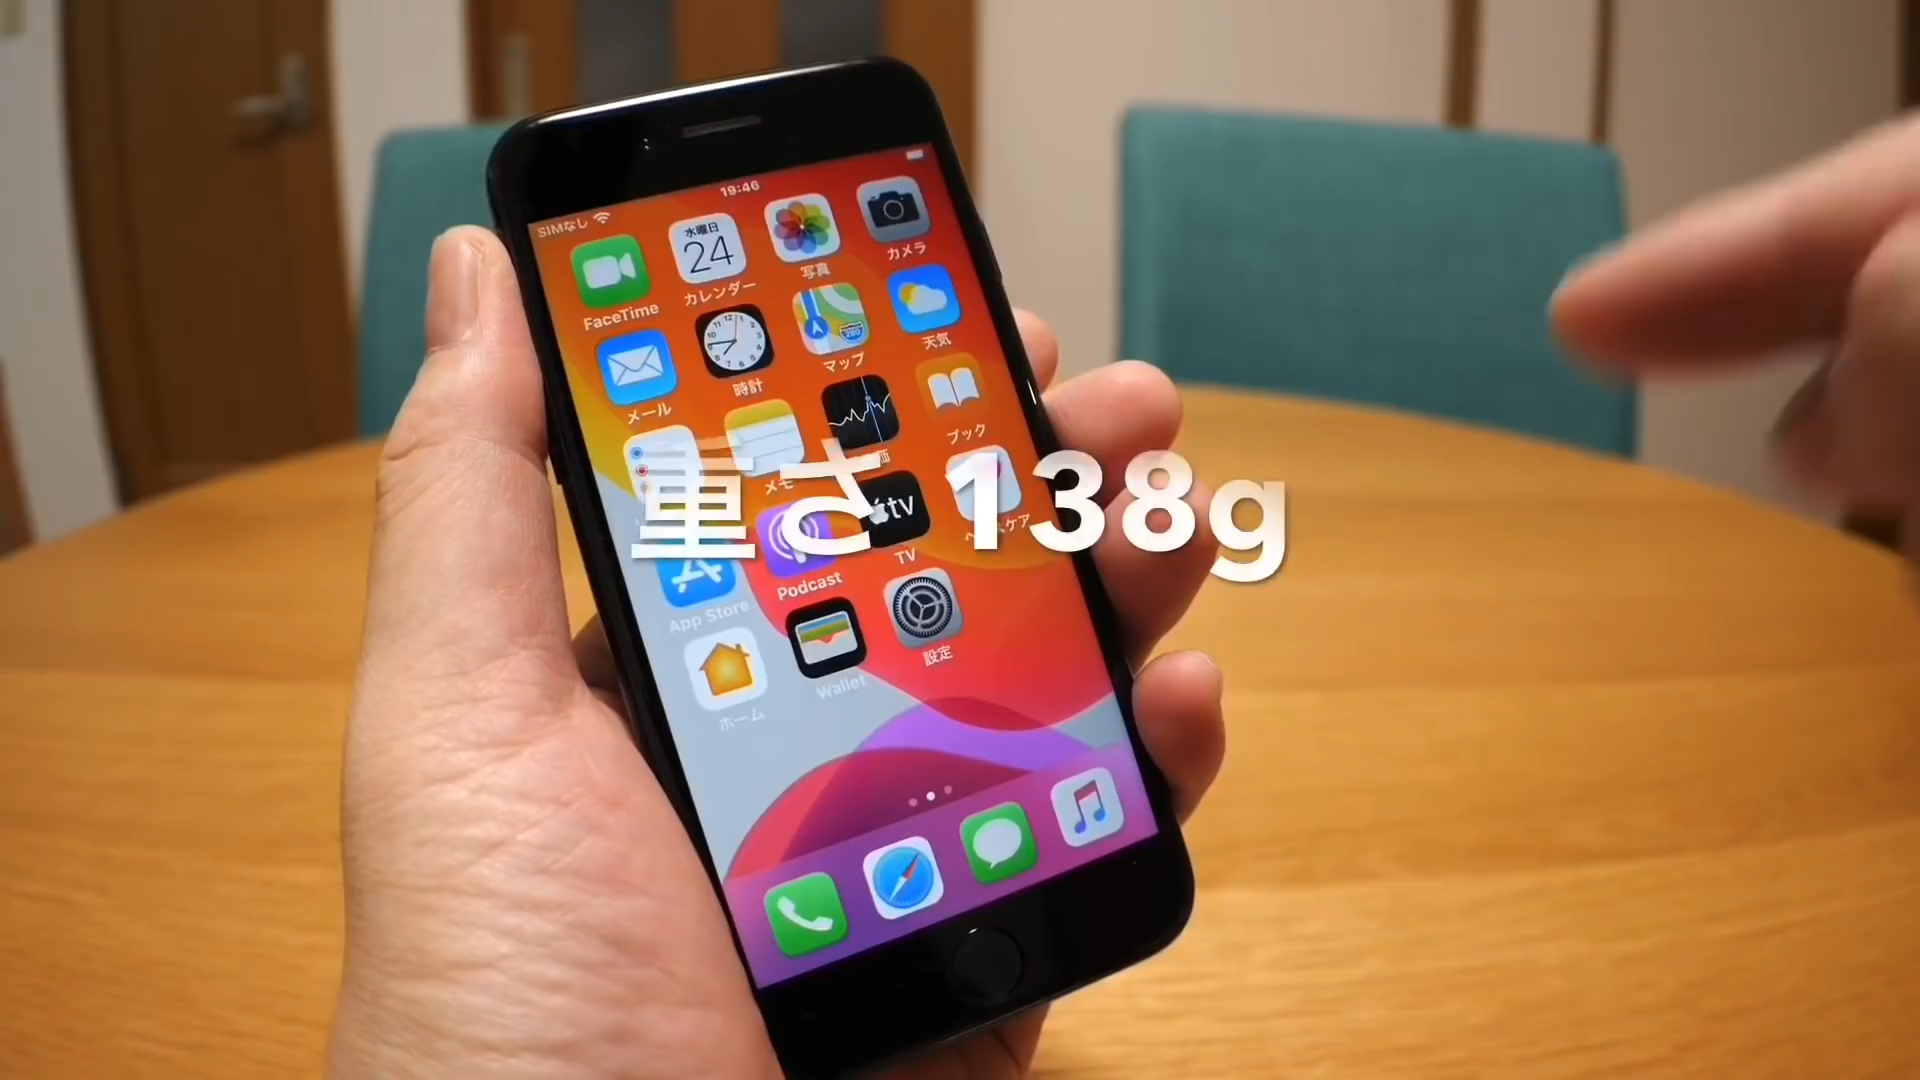 19:46
SIMなし
水曜日
24
FaceTime
カレンダー
写真
カメラ
メール
時計
マップ
280
天気
メモ
ブック
重さ 138g
tv
App Store
Podcast
TV
ホーム
Wallet
設定